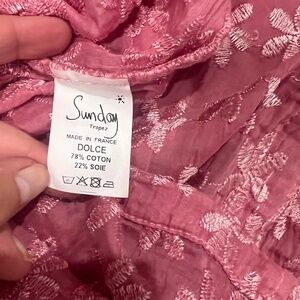 Sunday
Tropez
MADE IN FRANCE
DOLCE
78% COTON
22% SOIE